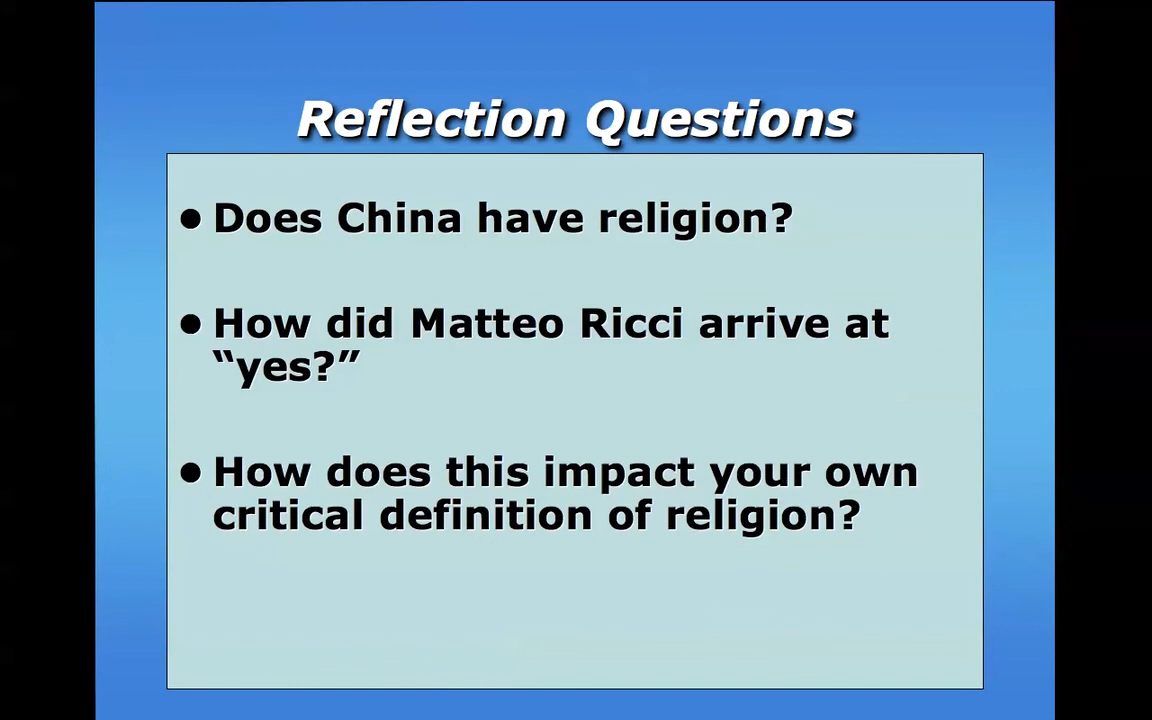 Reflection Questions
• Does China have religion?
• How did Matteo Ricci arrive at
“yes?”
• How does this impact your own
critical definition of religion?